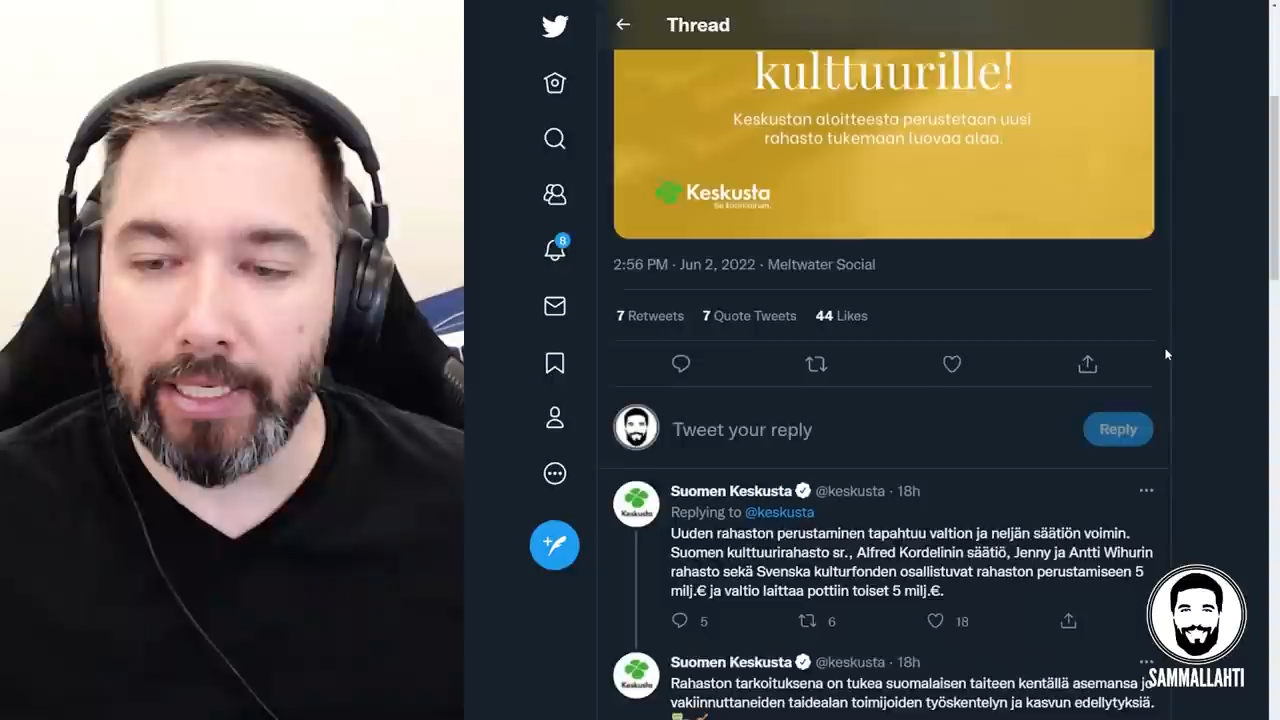 Thread
kulttuurille!
Keskustan aloitteesta perustetaan uusi
rahasto tukemaan luovaa alaa.
Keskusta
2:56 PM · Jun 2, 2022 · Meltwater Social
7 Retweets 7 Quote Tweets 44 Likes
8
Tweet your reply
Reply
Suomen Keskusta @keskusta · 18h
Replying to @keskusta
Uuden rahaston perustaminen tapahtuu valtion ja neljän säätiön voimin.
Suomen kulttuurirahasto sr., Alfred Kordelinin säätiö, Jenny ja Antti Wihurin
rahasto sekä Svenska kulturfonden osallistuvat rahaston perustamiseen 5
milj.€ ja valtio laittaa pottiin toiset 5 milj.€.
5 6 18
Suomen Keskusta @keskusta · 18h
Rahaston tarkoituksena on tukea suomalaisen taiteen kentällä asemansa jo
vakiinnuttaneiden taidealan toimijoiden työskentelyn ja kasvun edellytyksiä.
Keskusta
Keskusta
SAMMALLAHTI